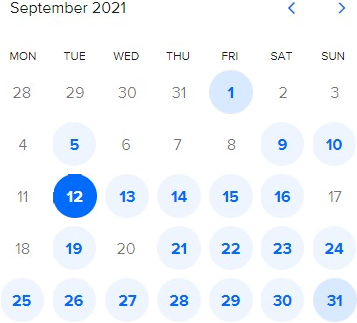 September 2021
MON TUE WED THU FRI SAT SUN
28 29 30 31 1 2 3
4 5 6 7 8 9 10
11 12 13 14 15 16 17
18 19 20 21 22 23 24
25 26 27 28 29 30 31